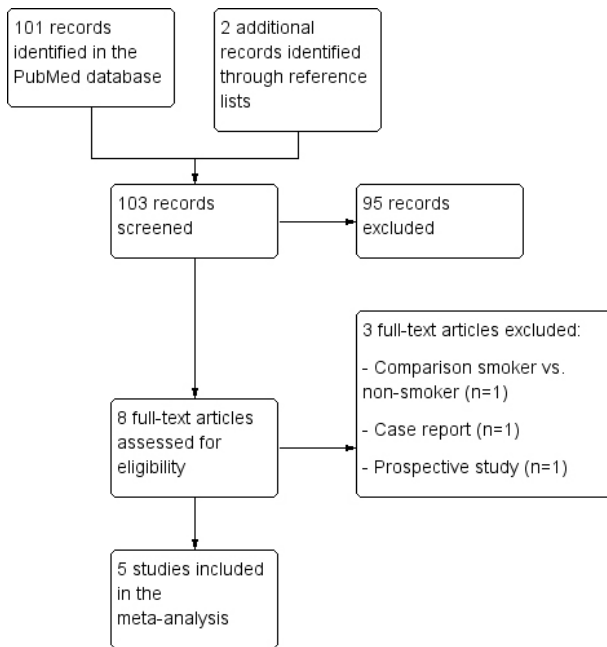 101 records
identified in the
PubMed database
2 additional
records identified
through reference
lists
103 records
screened
95 records
excluded
3 full-text articles excluded:
- Comparison smoker vs.
non-smoker (n=1)
- Case report (n=1)
- Prospective study (n=1)
8 full-text articles
assessed for
eligibility
5 studies included
in the
meta-analysis